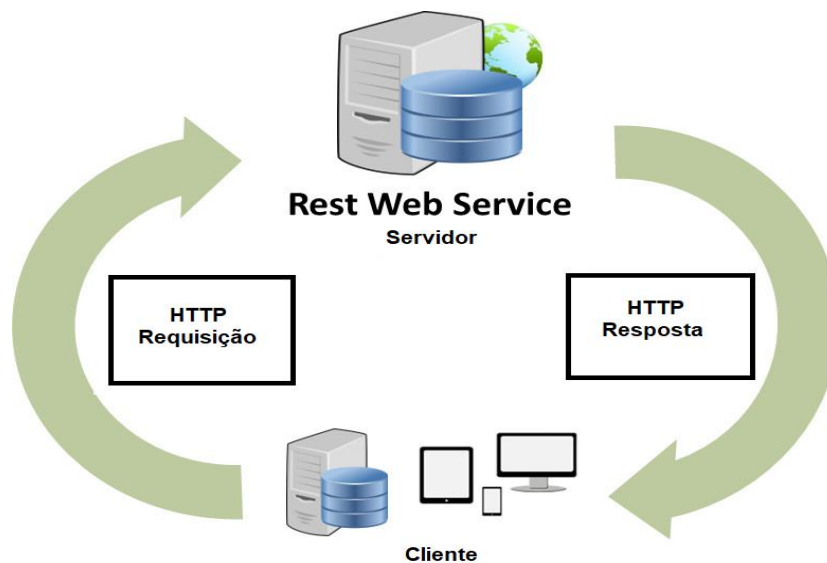 Rest Web Service
Servidor
HTTP
Requisição
HTTP
Resposta
Cliente